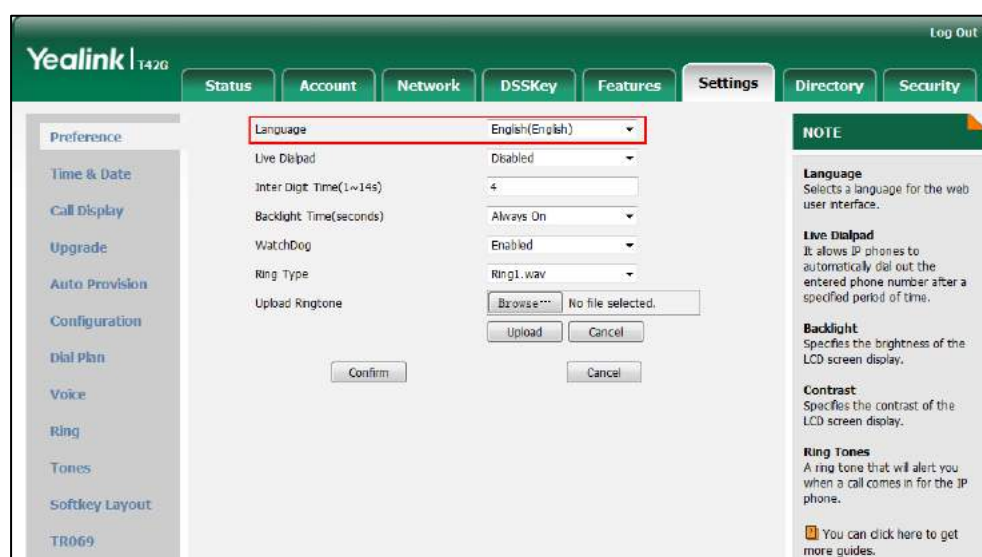 Log Out
Yealink T42G
Status Account Network DSSKey Features Settings Directory Security
Preference
Time & Date
Call Display
Upgrade
Auto Provision
Configuration
Dial Plan
Voice
Ring
Tones
Softkey Layout
TR069
Language English(English)
Live Dialpad Disabled
Inter Digit Time(1~14s) 4
Backlight Time(seconds) Always On
WatchDog Enabled
Ring Type Ring1.wav
Upload Ringtone Browse... No file selected.
Upload Cancel
Confirm Cancel
NOTE
Language
Selects a language for the web
user interface.
Live Dialpad
It allows IP phones to
automatically dial out the
entered phone number after a
specified period of time.
Backlight
Specifies the brightness of the
LCD screen display.
Contrast
Specifies the contrast of the
LCD screen display.
Ring Tones
A ring tone that will alert you
when a call comes in for the IP
phone.
You can click here to get
more guides.